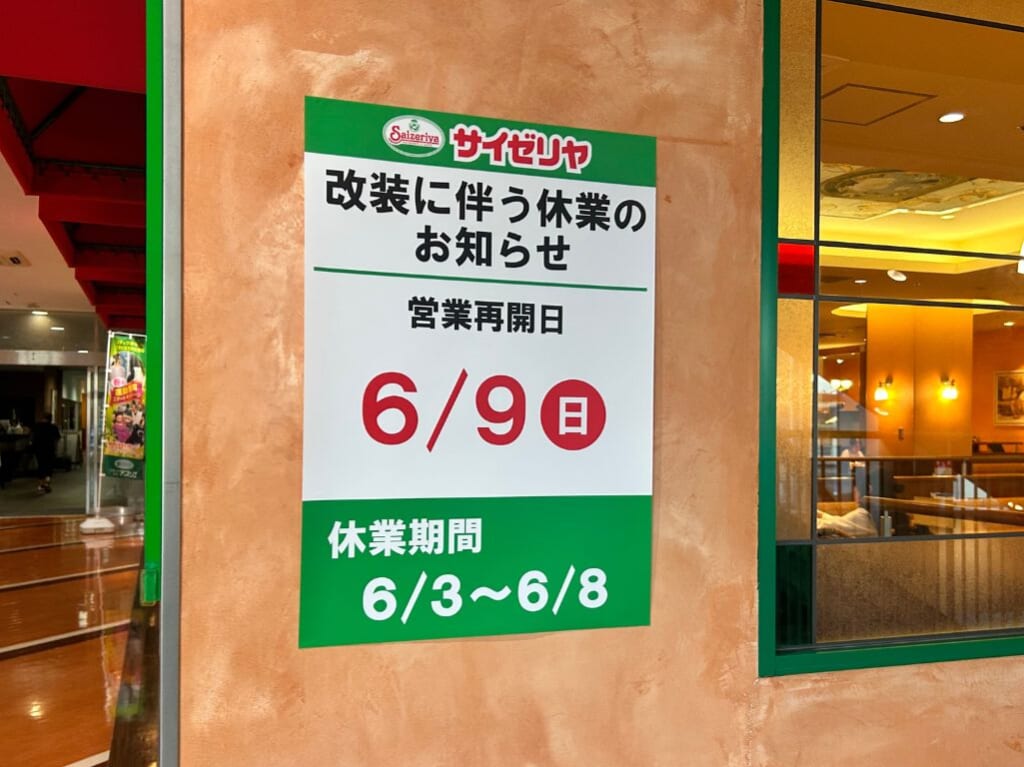 Saizeriya サイゼリヤ
改装に伴う休業の
お知らせ
営業再開日
6/9日
休業期間
6/3〜6/8